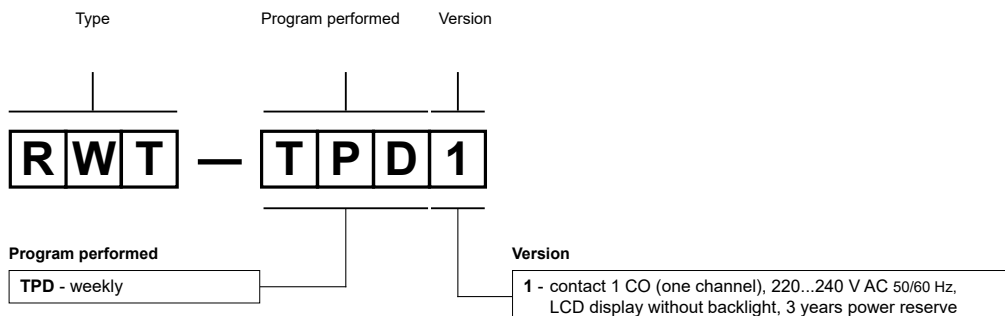 Type Program performed Version
RWT — TPD1
Program performed Version
TPD - weekly
1 - contact 1 CO (one channel), 220...240 V AC 50/60 Hz,
LCD display without backlight, 3 years power reserve